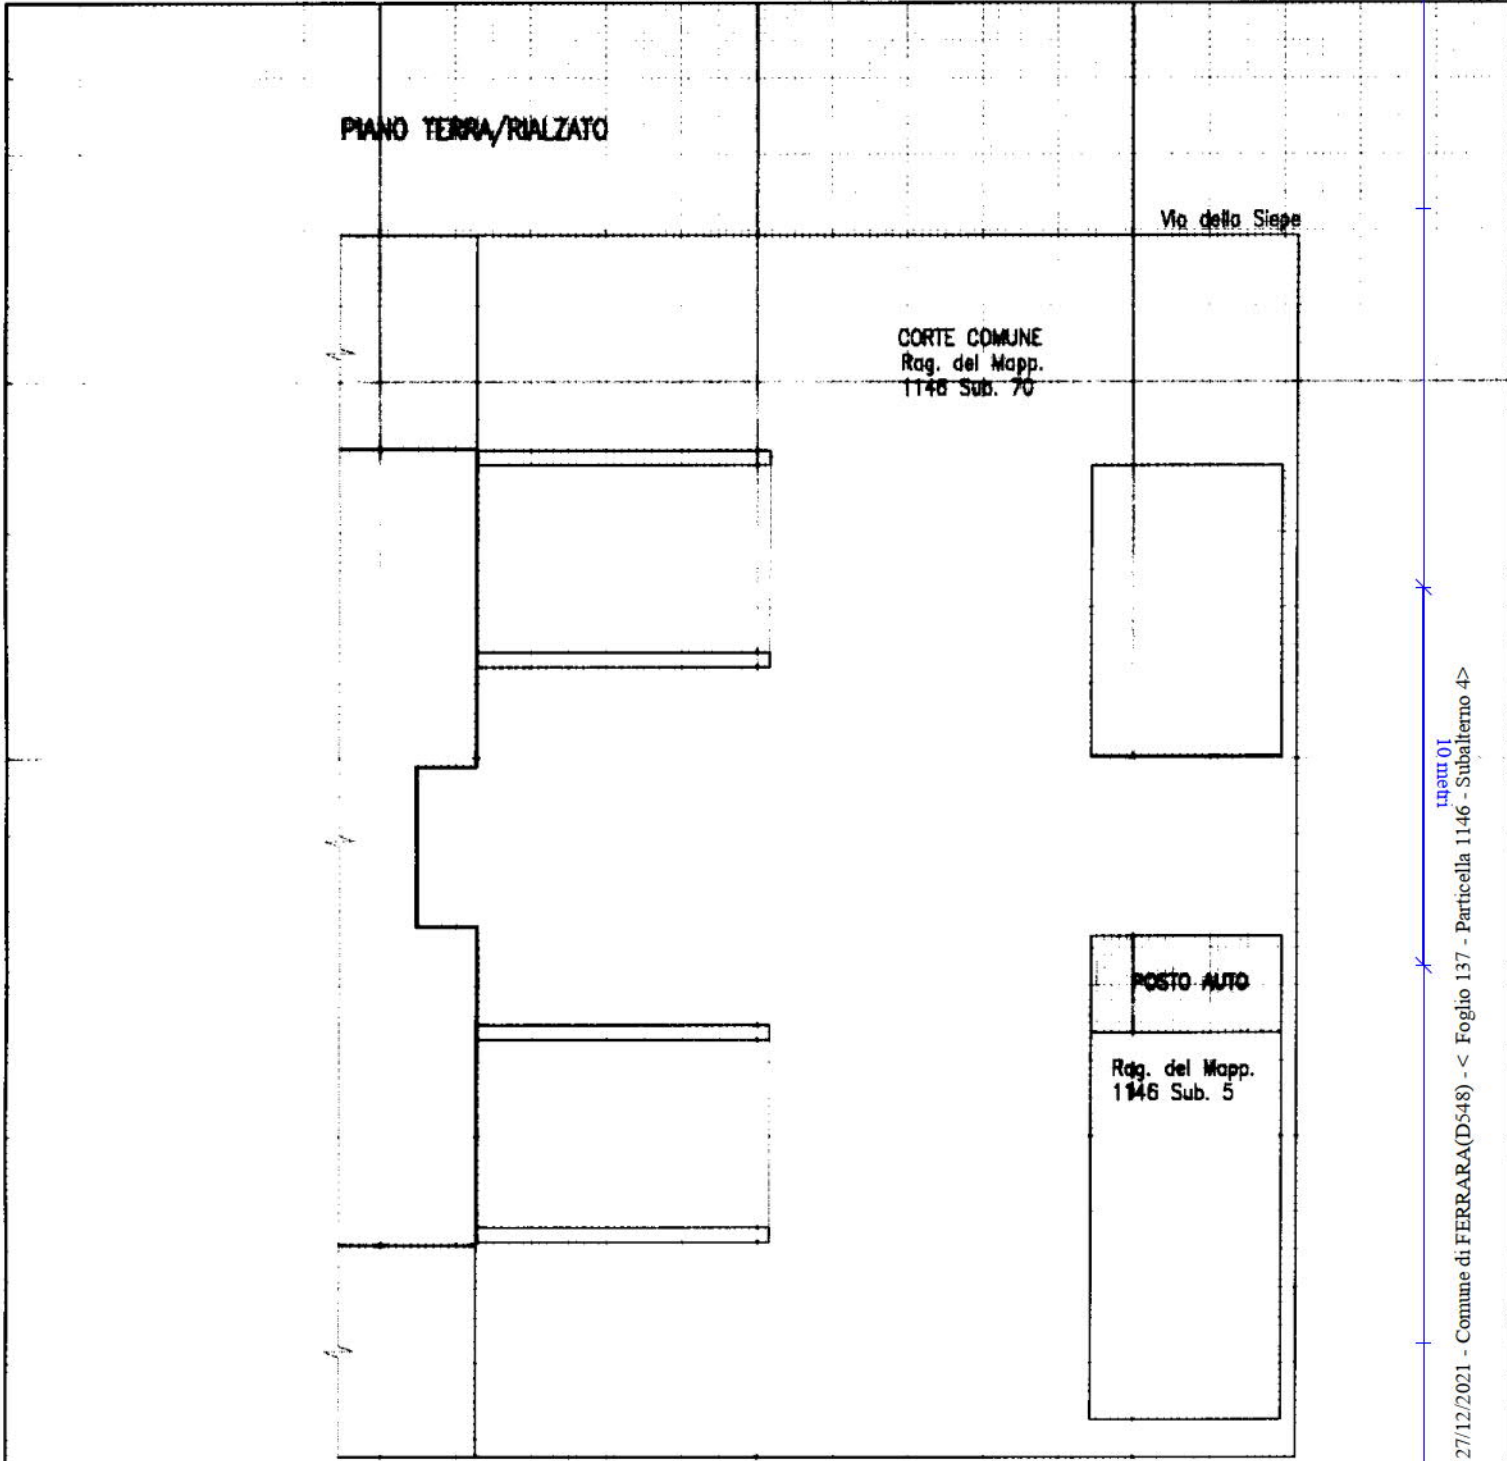 PIANO TERRA/RIALZATO
Via della Siepe
CORTE COMUNE
Rag. del Mapp.
1146 Sub. 70
POSTO AUTO
Rag. del Mapp.
1146 Sub. 5
10 metri
27/12/2021 - Comune di FERRARA(D548) - < Foglio 137 - Particella 1146 - Subalterno 4>